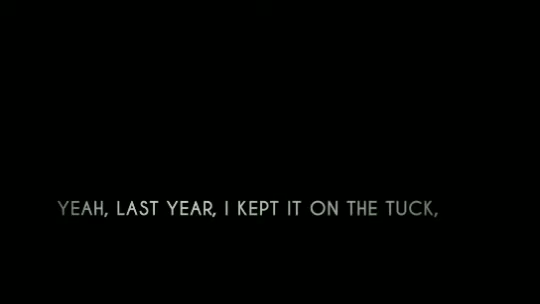 YEAH, LAST YEAR, I KEPT IT ON THE TUCK,